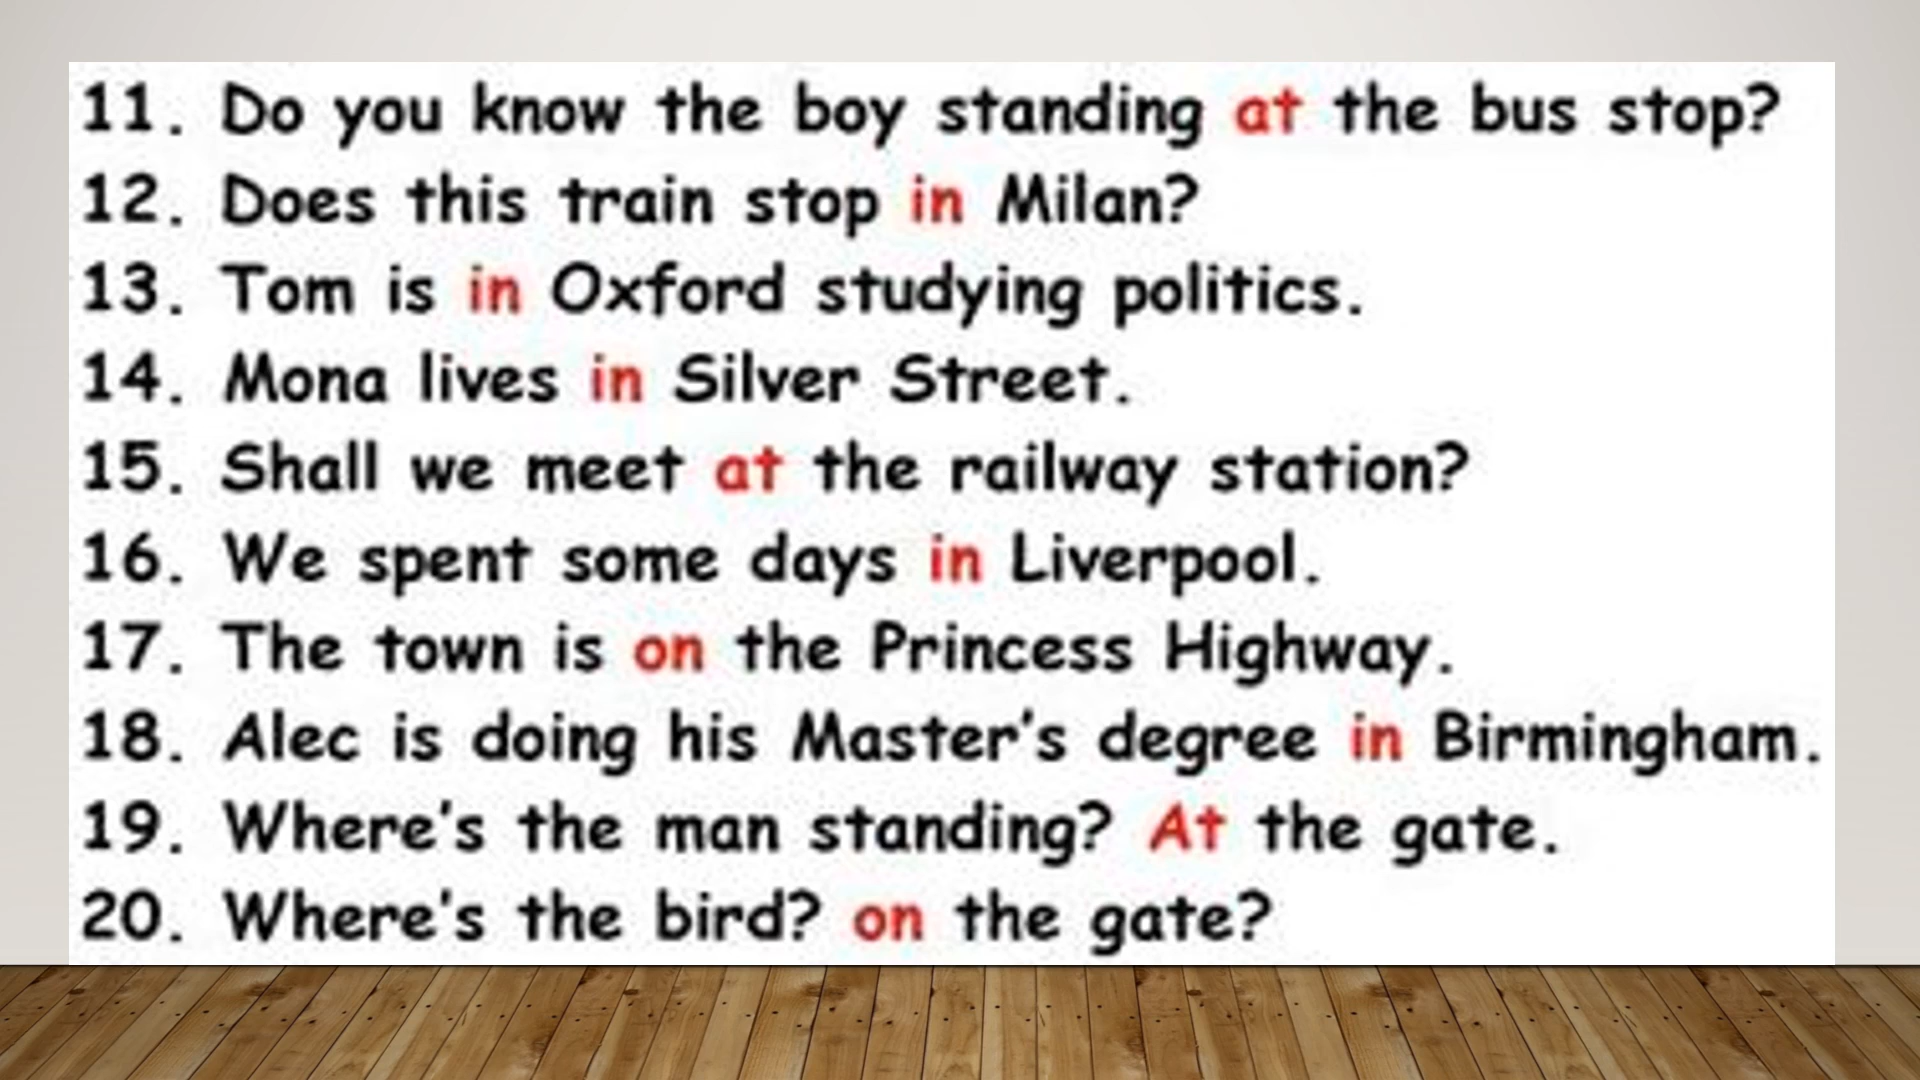 11. Do you know the boy standing at the bus stop?
12. Does this train stop in Milan?
13. Tom is in Oxford studying politics.
14. Mona lives in Silver Street.
15. Shall we meet at the railway station?
16. We spent some days in Liverpool.
17. The town is on the Princess Highway.
18. Alec is doing his Master's degree in Birmingham.
19. Where's the man standing? At the gate.
20. Where's the bird? on the gate?